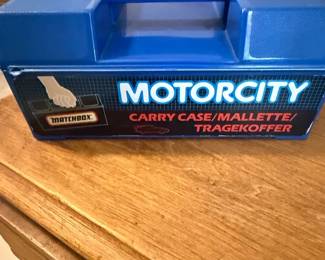 MOTORCITY
MATCHBOX
CARRY CASE/MALLETTE/
TRAGEKOFFER